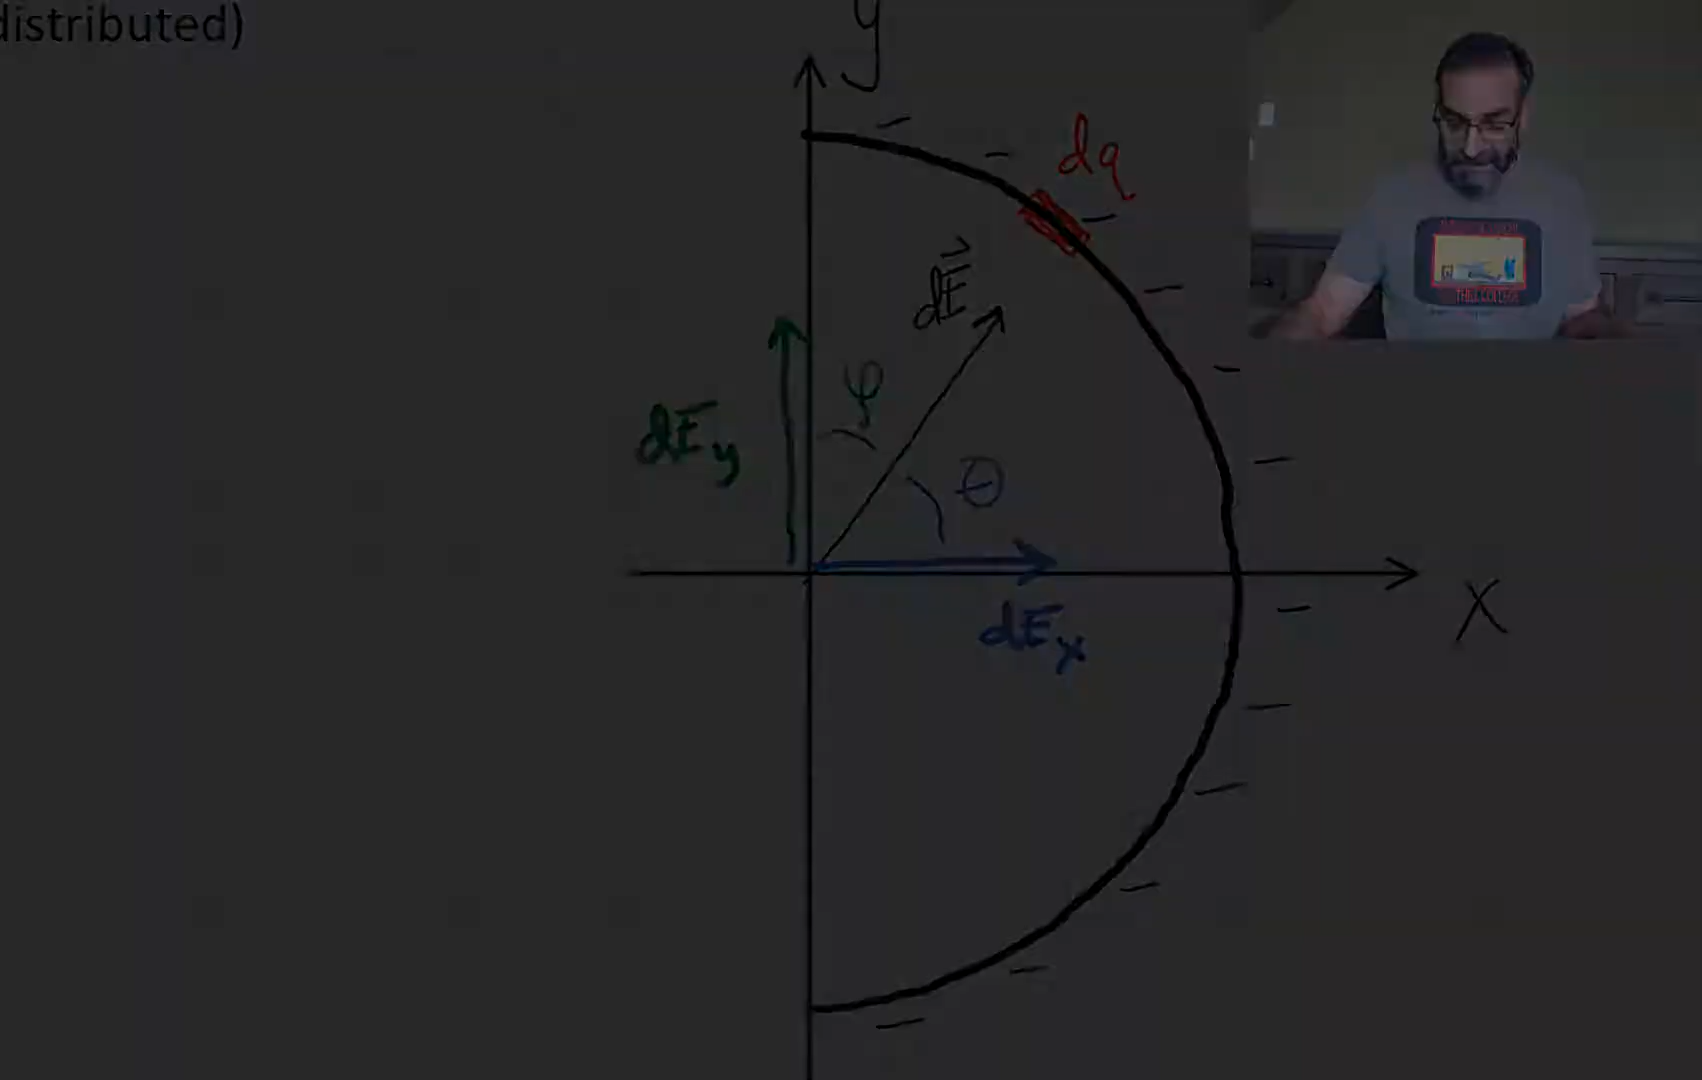 distributed)
y
dq
dE
φ
dEy
θ
dEx
x